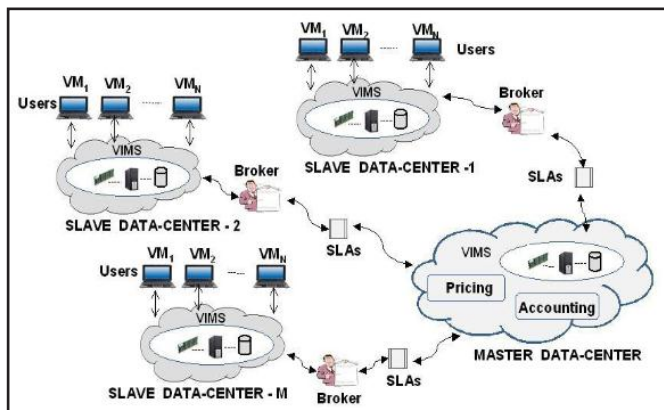 VM1 VM2 ---- VMN Users
VIMS
SLAVE DATA-CENTER -1
Broker
SLAs
VM1 VM2 ---- VMN
Users
VIMS
SLAVE DATA-CENTER - 2
Broker
SLAs
VM1 VM2 ---- VMN
Users
VIMS
SLAVE DATA-CENTER - M
Broker
SLAs
VIMS
Pricing
Accounting
MASTER DATA-CENTER